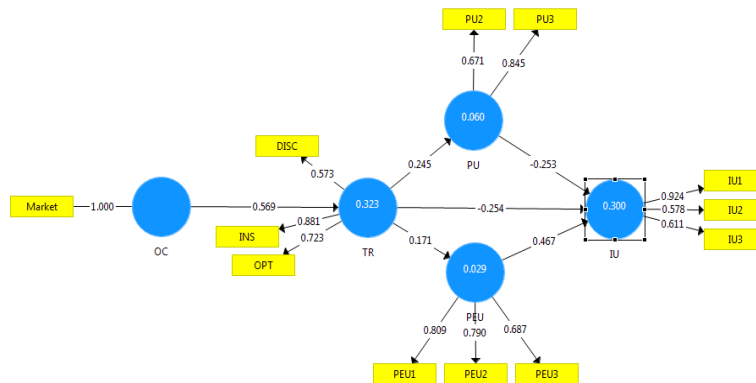 PU2
PU3
0.671
0.845
0.060
PU
DISC
0.573
0.245
-0.253
Market
1.000
OC
0.569
0.323
TR
-0.254
0.300
IU
0.924
IU1
0.578
IU2
0.611
IU3
INS
0.881
OPT
0.723
0.171
0.467
0.029
PEU
0.809
0.790
0.687
PEU1
PEU2
PEU3